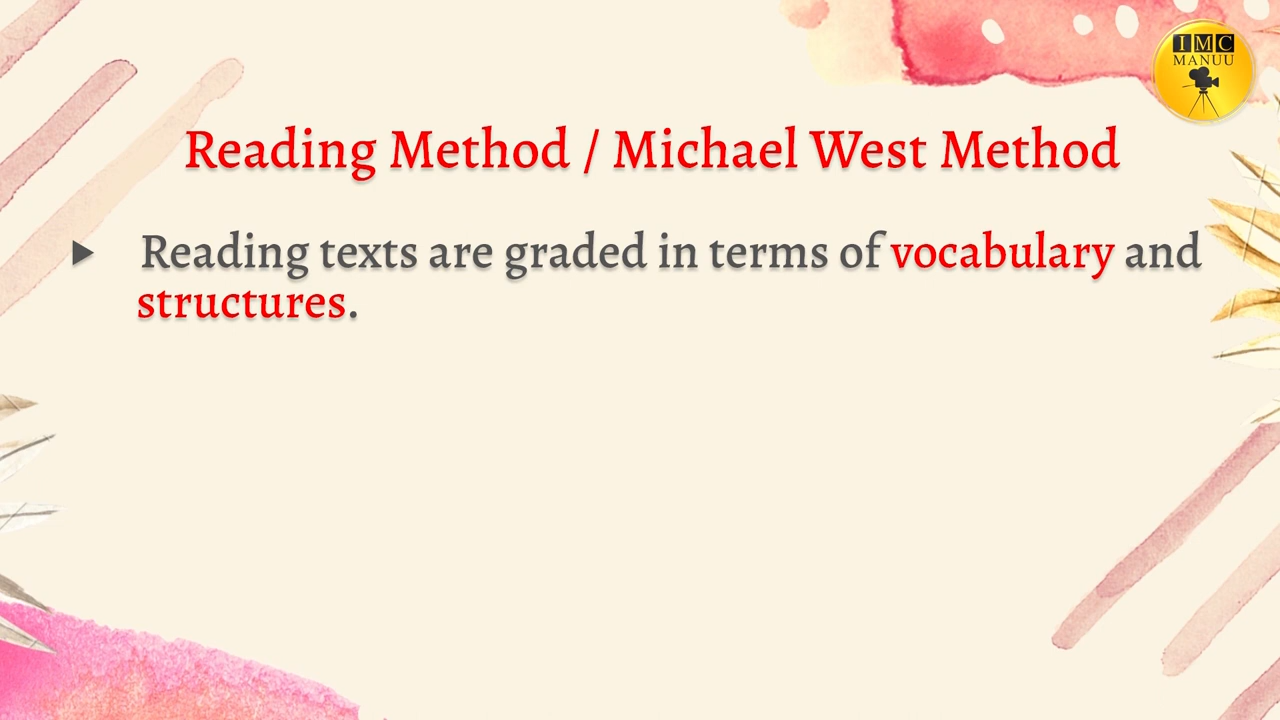 IMC
MANUU
Reading Method / Michael West Method
Reading texts are graded in terms of vocabulary and
structures.